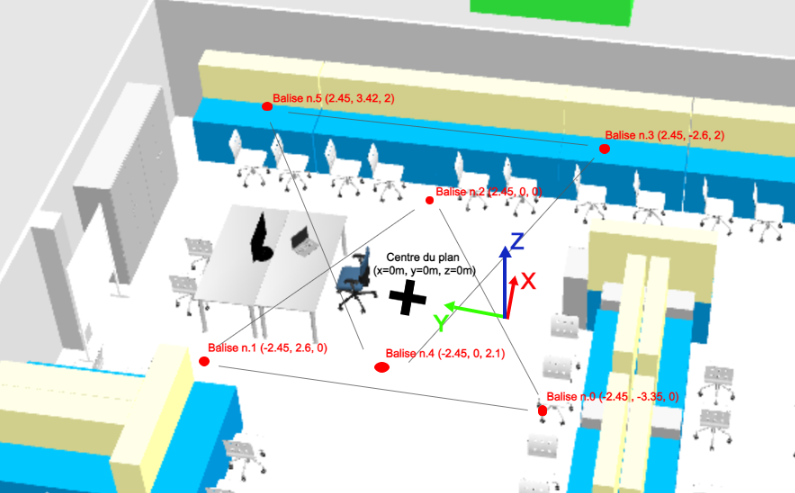 Balise n.5 (2.45, 3.42, 2)
Balise n.3 (2.45, -2.6, 2)
Balise n.2 (2.45, 0, 0)
Centre du plan
(x=0m, y=0m, z=0m)
Z
X
Y
Balise n.1 (-2.45, 2.6, 0)
Balise n.4 (-2.45, 0, 2.1)
Balise n.0 (-2.45 , -3.35, 0)